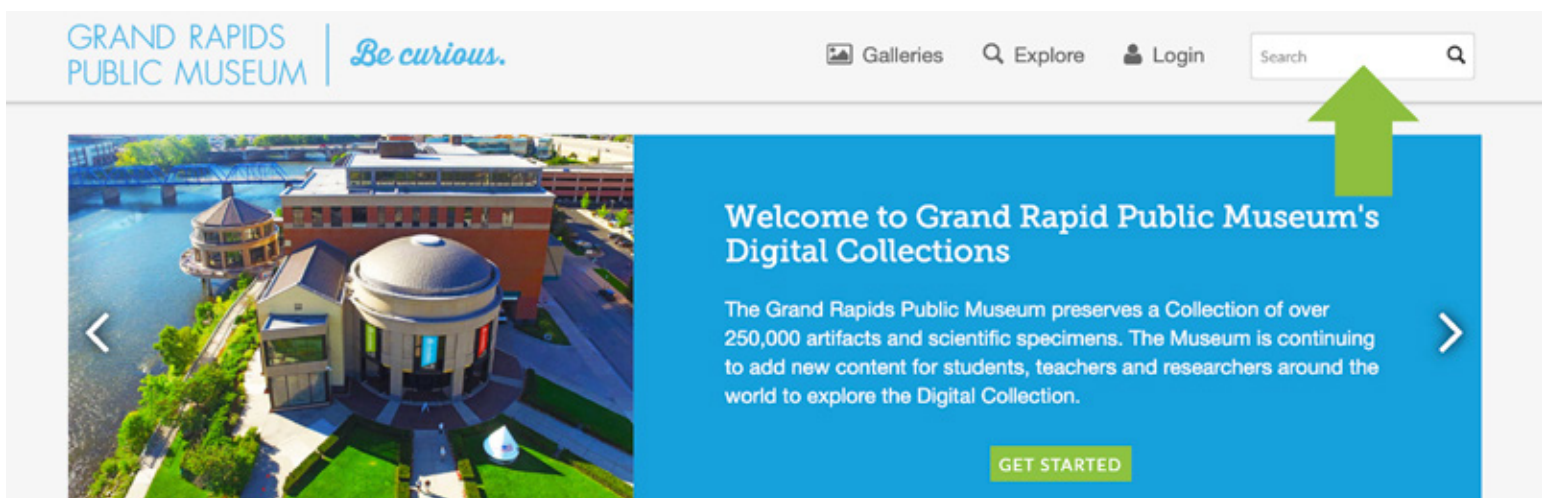 GRAND RAPIDS
PUBLIC MUSEUM
Be curious.
Galleries
Explore
Login
Search
Welcome to Grand Rapid Public Museum's
Digital Collections
The Grand Rapids Public Museum preserves a Collection of over
250,000 artifacts and scientific specimens. The Museum is continuing
to add new content for students, teachers and researchers around the
world to explore the Digital Collection.
GET STARTED